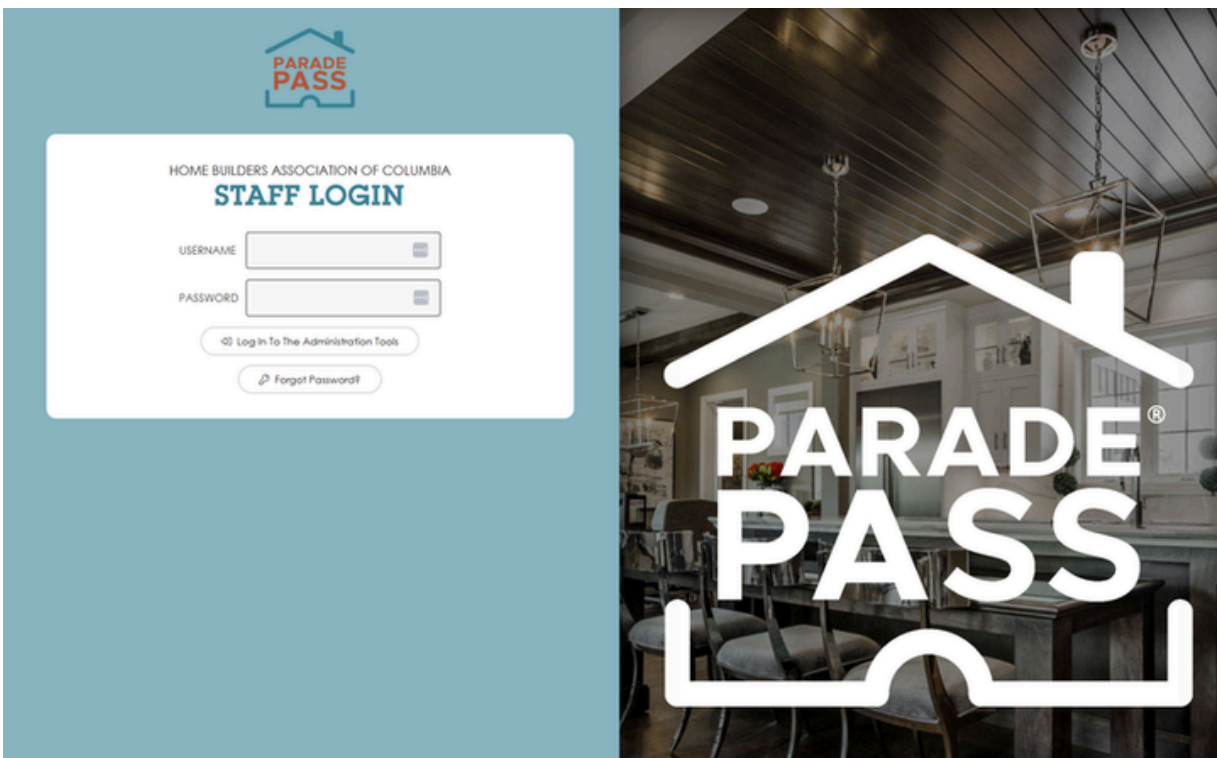 PARADE
PASS
HOME BUILDERS ASSOCIATION OF COLUMBIA
STAFF LOGIN
USERNAME
PASSWORD
Log In To The Administration Tools
Forgot Password?
PARADE®
PASS